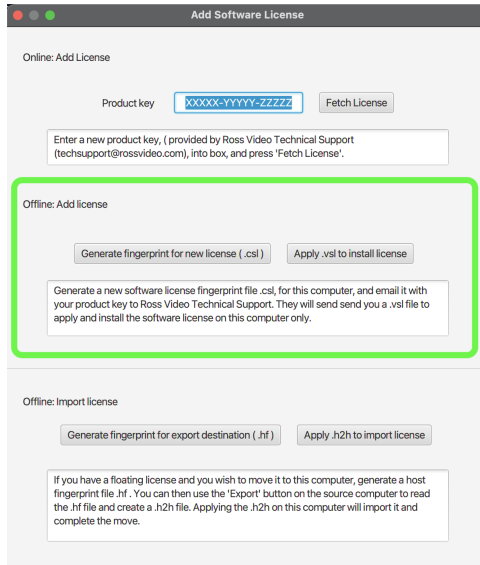 Add Software License
Online: Add License
Product key
XXXXX-YYYYY-ZZZZZ
Fetch License
Enter a new product key, ( provided by Ross Video Technical Support
(techsupport@rossvideo.com), into box, and press 'Fetch License'.
Offline: Add license
Generate fingerprint for new license ( .csl )
Apply .vsl to install license
Generate a new software license fingerprint file .csl, for this computer, and email it with
your product key to Ross Video Technical Support. They will send send you a .vsl file to
apply and install the software license on this computer only.
Offline: Import license
Generate fingerprint for export destination ( .hf )
Apply .h2h to import license
If you have a floating license and you wish to move it to this computer, generate a host
fingerprint file .hf . You can then use the 'Export' button on the source computer to read
the .hf file and create a .h2h file. Applying the .h2h on this computer will import it and
complete the move.